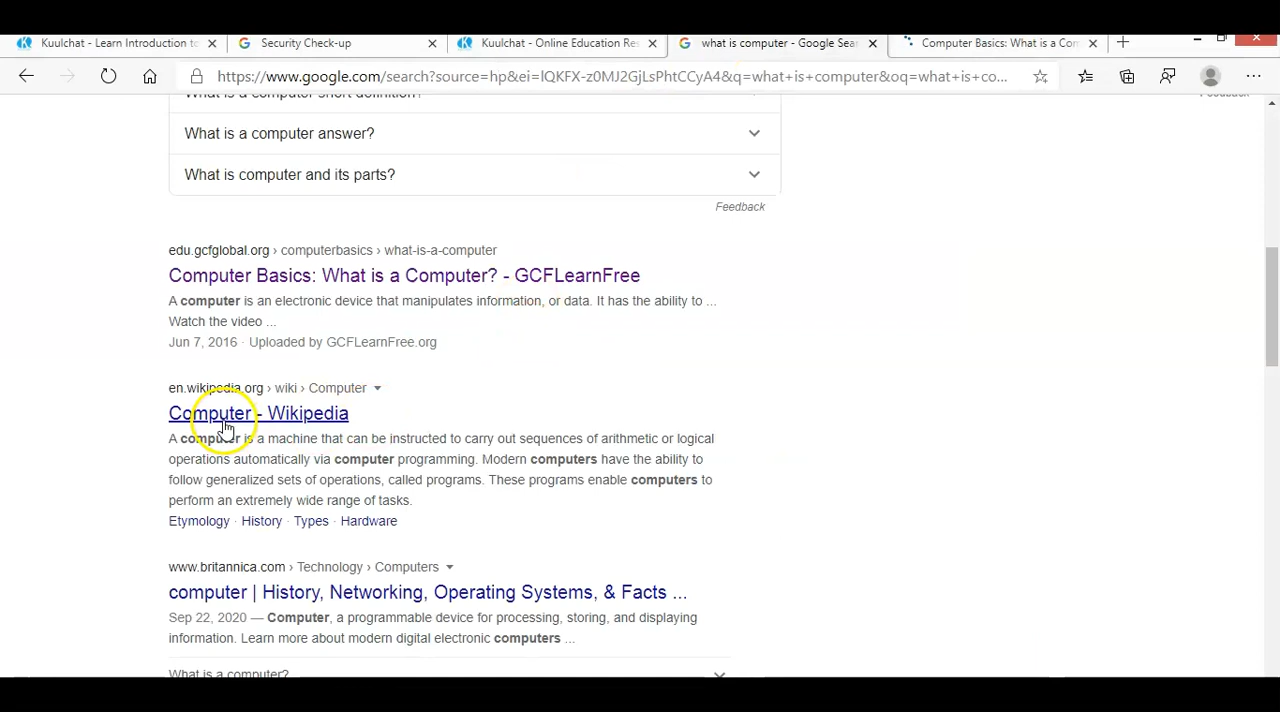 Kuulchat - Learn Introduction to
Security Check-up
Kuulchat - Online Education Res
what is computer - Google Sear
Computer Basics: What is a Com
https://www.google.com/search?source=hp&ei=lQKFX-z0MJ2GjLsPhtCCyA4&q=what+is+computer&oq=what+is+co...
What is a computer short definition?
Feedback
What is a computer answer?
What is computer and its parts?
Feedback
edu.gcfglobal.org › computerbasics › what-is-a-computer
Computer Basics: What is a Computer? - GCFLearnFree
A computer is an electronic device that manipulates information, or data. It has the ability to ...
Watch the video ...
Jun 7, 2016 · Uploaded by GCFLearnFree.org
en.wikipedia.org › wiki › Computer
Computer - Wikipedia
A computer is a machine that can be instructed to carry out sequences of arithmetic or logical
operations automatically via computer programming. Modern computers have the ability to
follow generalized sets of operations, called programs. These programs enable computers to
perform an extremely wide range of tasks.
Etymology · History · Types · Hardware
www.britannica.com › Technology › Computers
computer | History, Networking, Operating Systems, & Facts ...
Sep 22, 2020 — Computer, a programmable device for processing, storing, and displaying
information. Learn more about modern digital electronic computers ...
What is a computer?